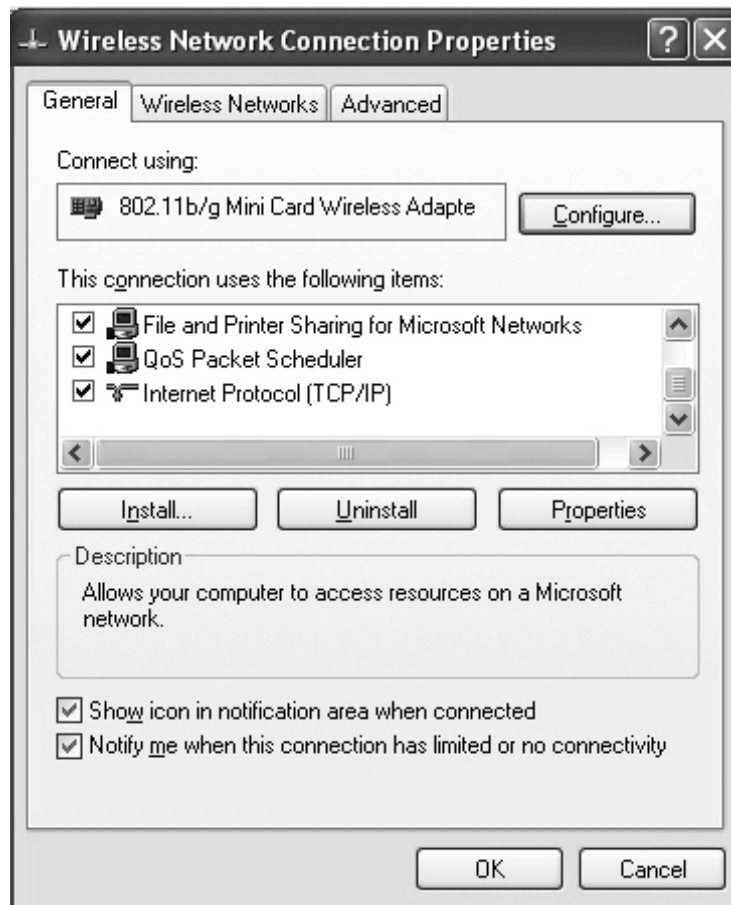 Wireless Network Connection Properties
General Wireless Networks Advanced
Connect using:
802.11b/g Mini Card Wireless Adapte
Configure...
This connection uses the following items:
File and Printer Sharing for Microsoft Networks
QoS Packet Scheduler
Internet Protocol (TCP/IP)
Install... Uninstall Properties
Description
Allows your computer to access resources on a Microsoft
network.
Show icon in notification area when connected
Notify me when this connection has limited or no connectivity
OK Cancel